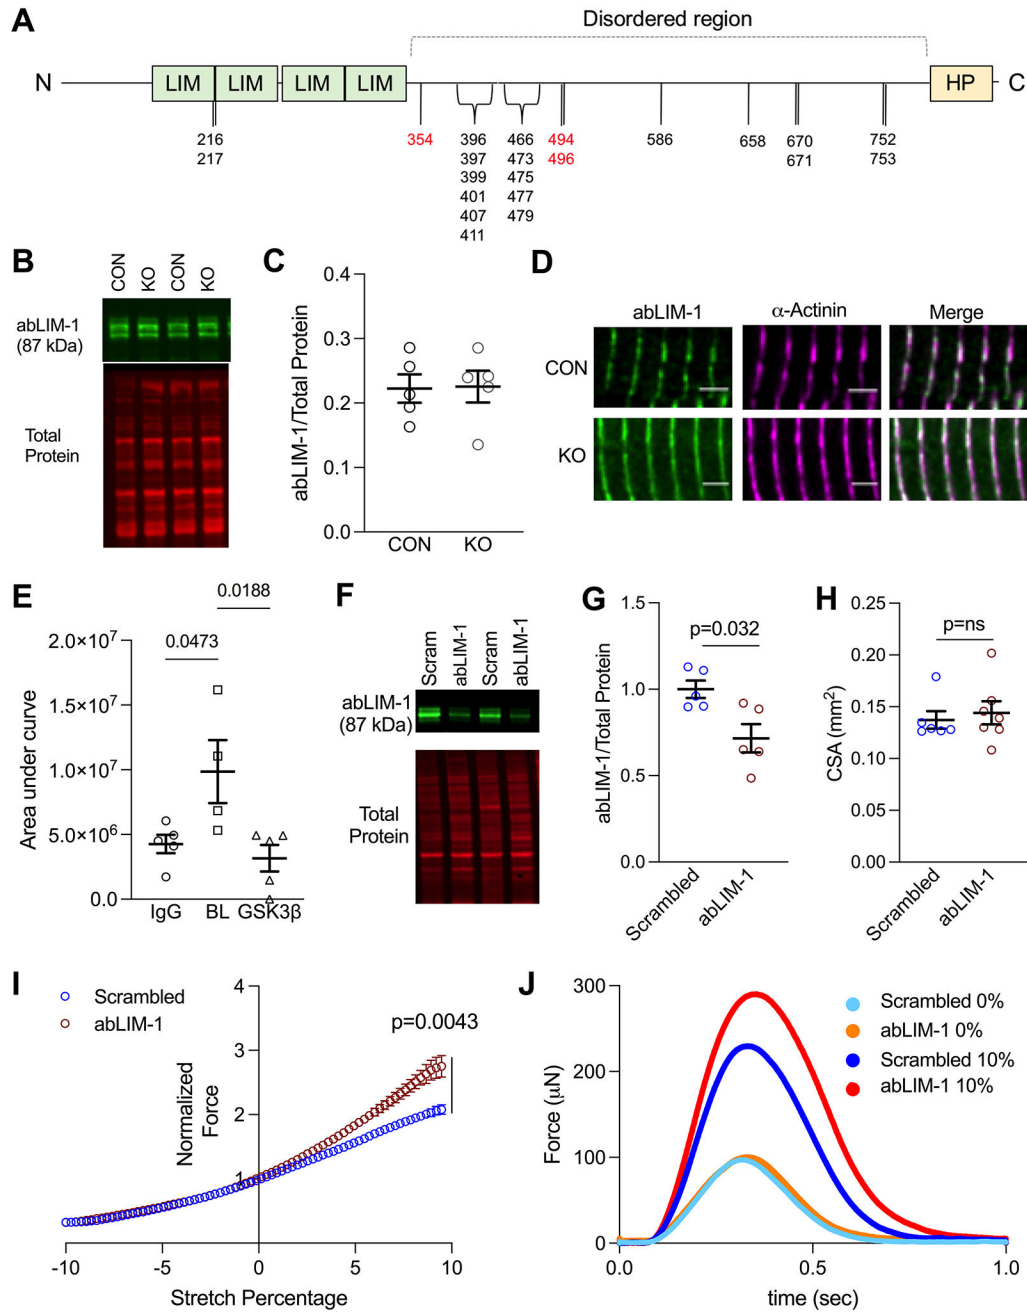 A
Disordered region
N
LIM
LIM
LIM
LIM
HP
C
216
217
354
396
397
399
401
407
411
466
473
475
477
479
494
496
586
658
670
671
752
753
B
CON
KO
CON
KO
abLIM-1
(87 kDa)
Total
Protein
C
abLIM-1/Total Protein
0.4
0.3
0.2
0.1
0.0
CON
KO
D
abLIM-1
α-Actinin
Merge
CON
KO
E
0.0188
0.0473
Area under curve
2.0×10⁷
1.5×10⁷
1.0×10⁷
5.0×10⁶
0.0
IgG
BL
GSK3β
F
Scram
abLIM-1
Scram
abLIM-1
abLIM-1
(87 kDa)
Total
Protein
G
abLIM-1/Total Protein
1.5
1.0
0.5
0.0
p=0.032
Scrambled
abLIM-1
H
CSA (mm²)
0.25
0.20
0.15
0.10
0.05
0.00
p=ns
Scrambled
abLIM-1
I
Scrambled
abLIM-1
Normalized
Force
4
3
2
1
p=0.0043
-10
-5
0
5
10
Stretch Percentage
J
Force (µN)
300
200
100
0
Scrambled 0%
abLIM-1 0%
Scrambled 10%
abLIM-1 10%
0.0
0.5
1.0
time (sec)